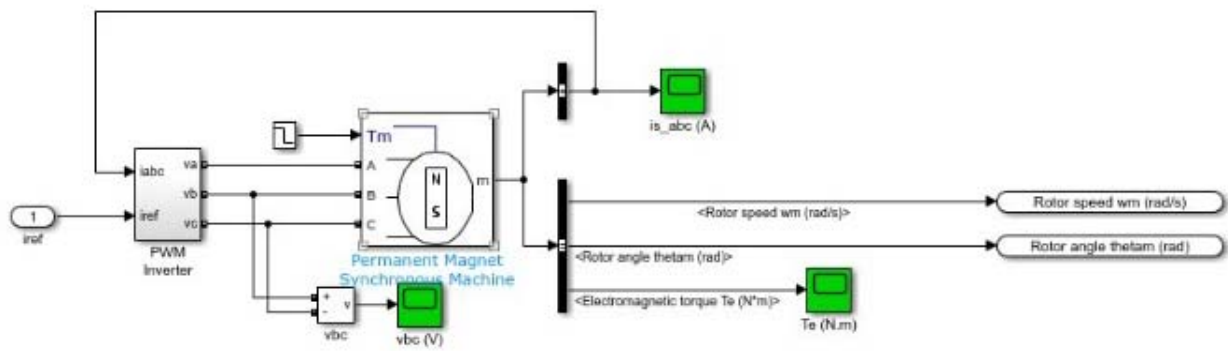 is_abc (A)
Tm
iabc
va
A
N
m
vb
B
S
1
iref
vc
C
iref
PWM
Inverter
Permanent Magnet
Synchronous Machine
Rotor speed wm (rad/s)
<Rotor speed wm (rad/s)>
Rotor angle thetam (rad)
<Rotor angle thetam (rad)>
<Electromagnetic torque Te (N*m)>
+
-
v
vbc
vbc (V)
Te (N.m)